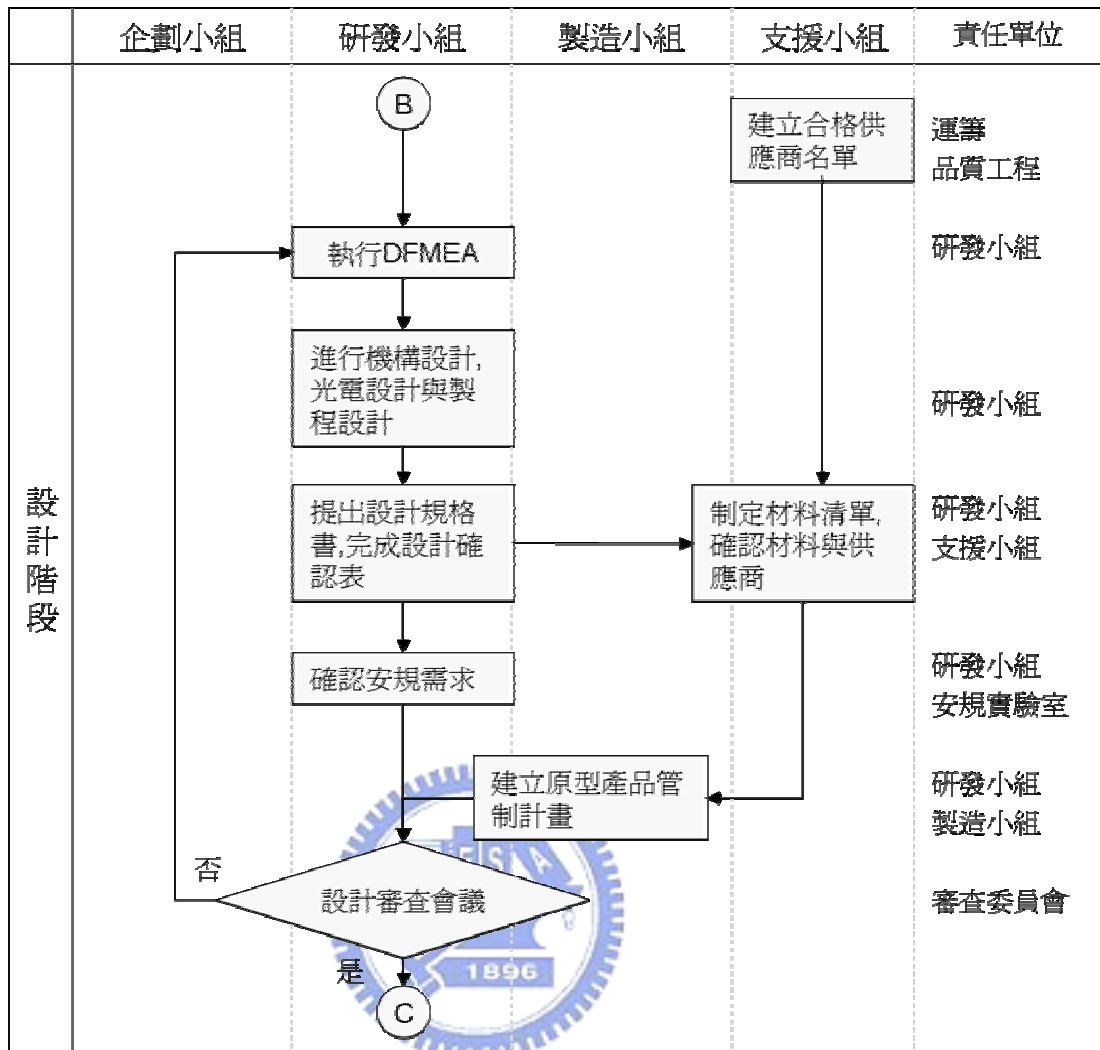 企劃小組
研發小組
製造小組
支援小組
責任單位
設計階段
B
建立合格供
應商名單
運籌
品質工程
執行DFMEA
研發小組
進行機構設計,
光電設計與製
程設計
研發小組
提出設計規格
書,完成設計確
認表
制定材料清單,
確認材料與供
應商
研發小組
支援小組
確認安規需求
研發小組
安規實驗室
建立原型產品管
制計畫
研發小組
製造小組
否
設計審查會議
審查委員會
是
1896
C